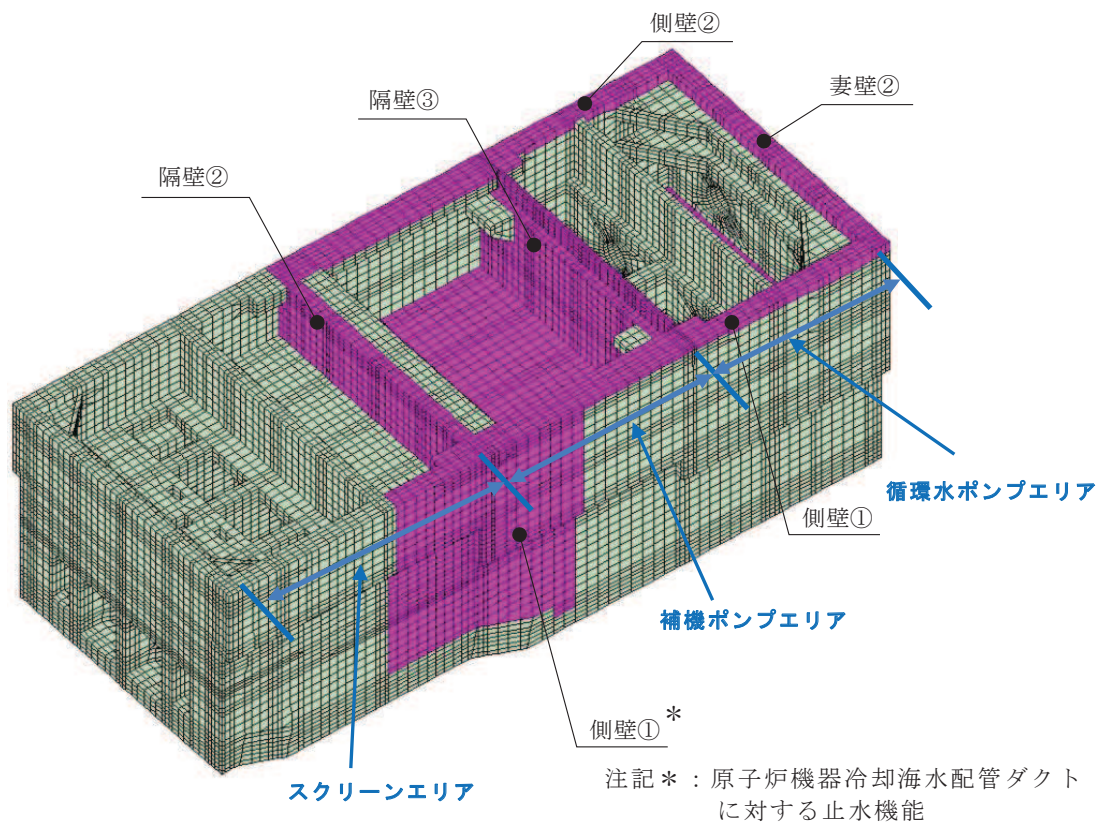 側壁②
妻壁②
隔壁③
隔壁②
循環水ポンプエリア
側壁①
補機ポンプエリア
側壁①*
スクリーンエリア
注記*：原子炉機器冷却海水配管ダクト
に対する止水機能